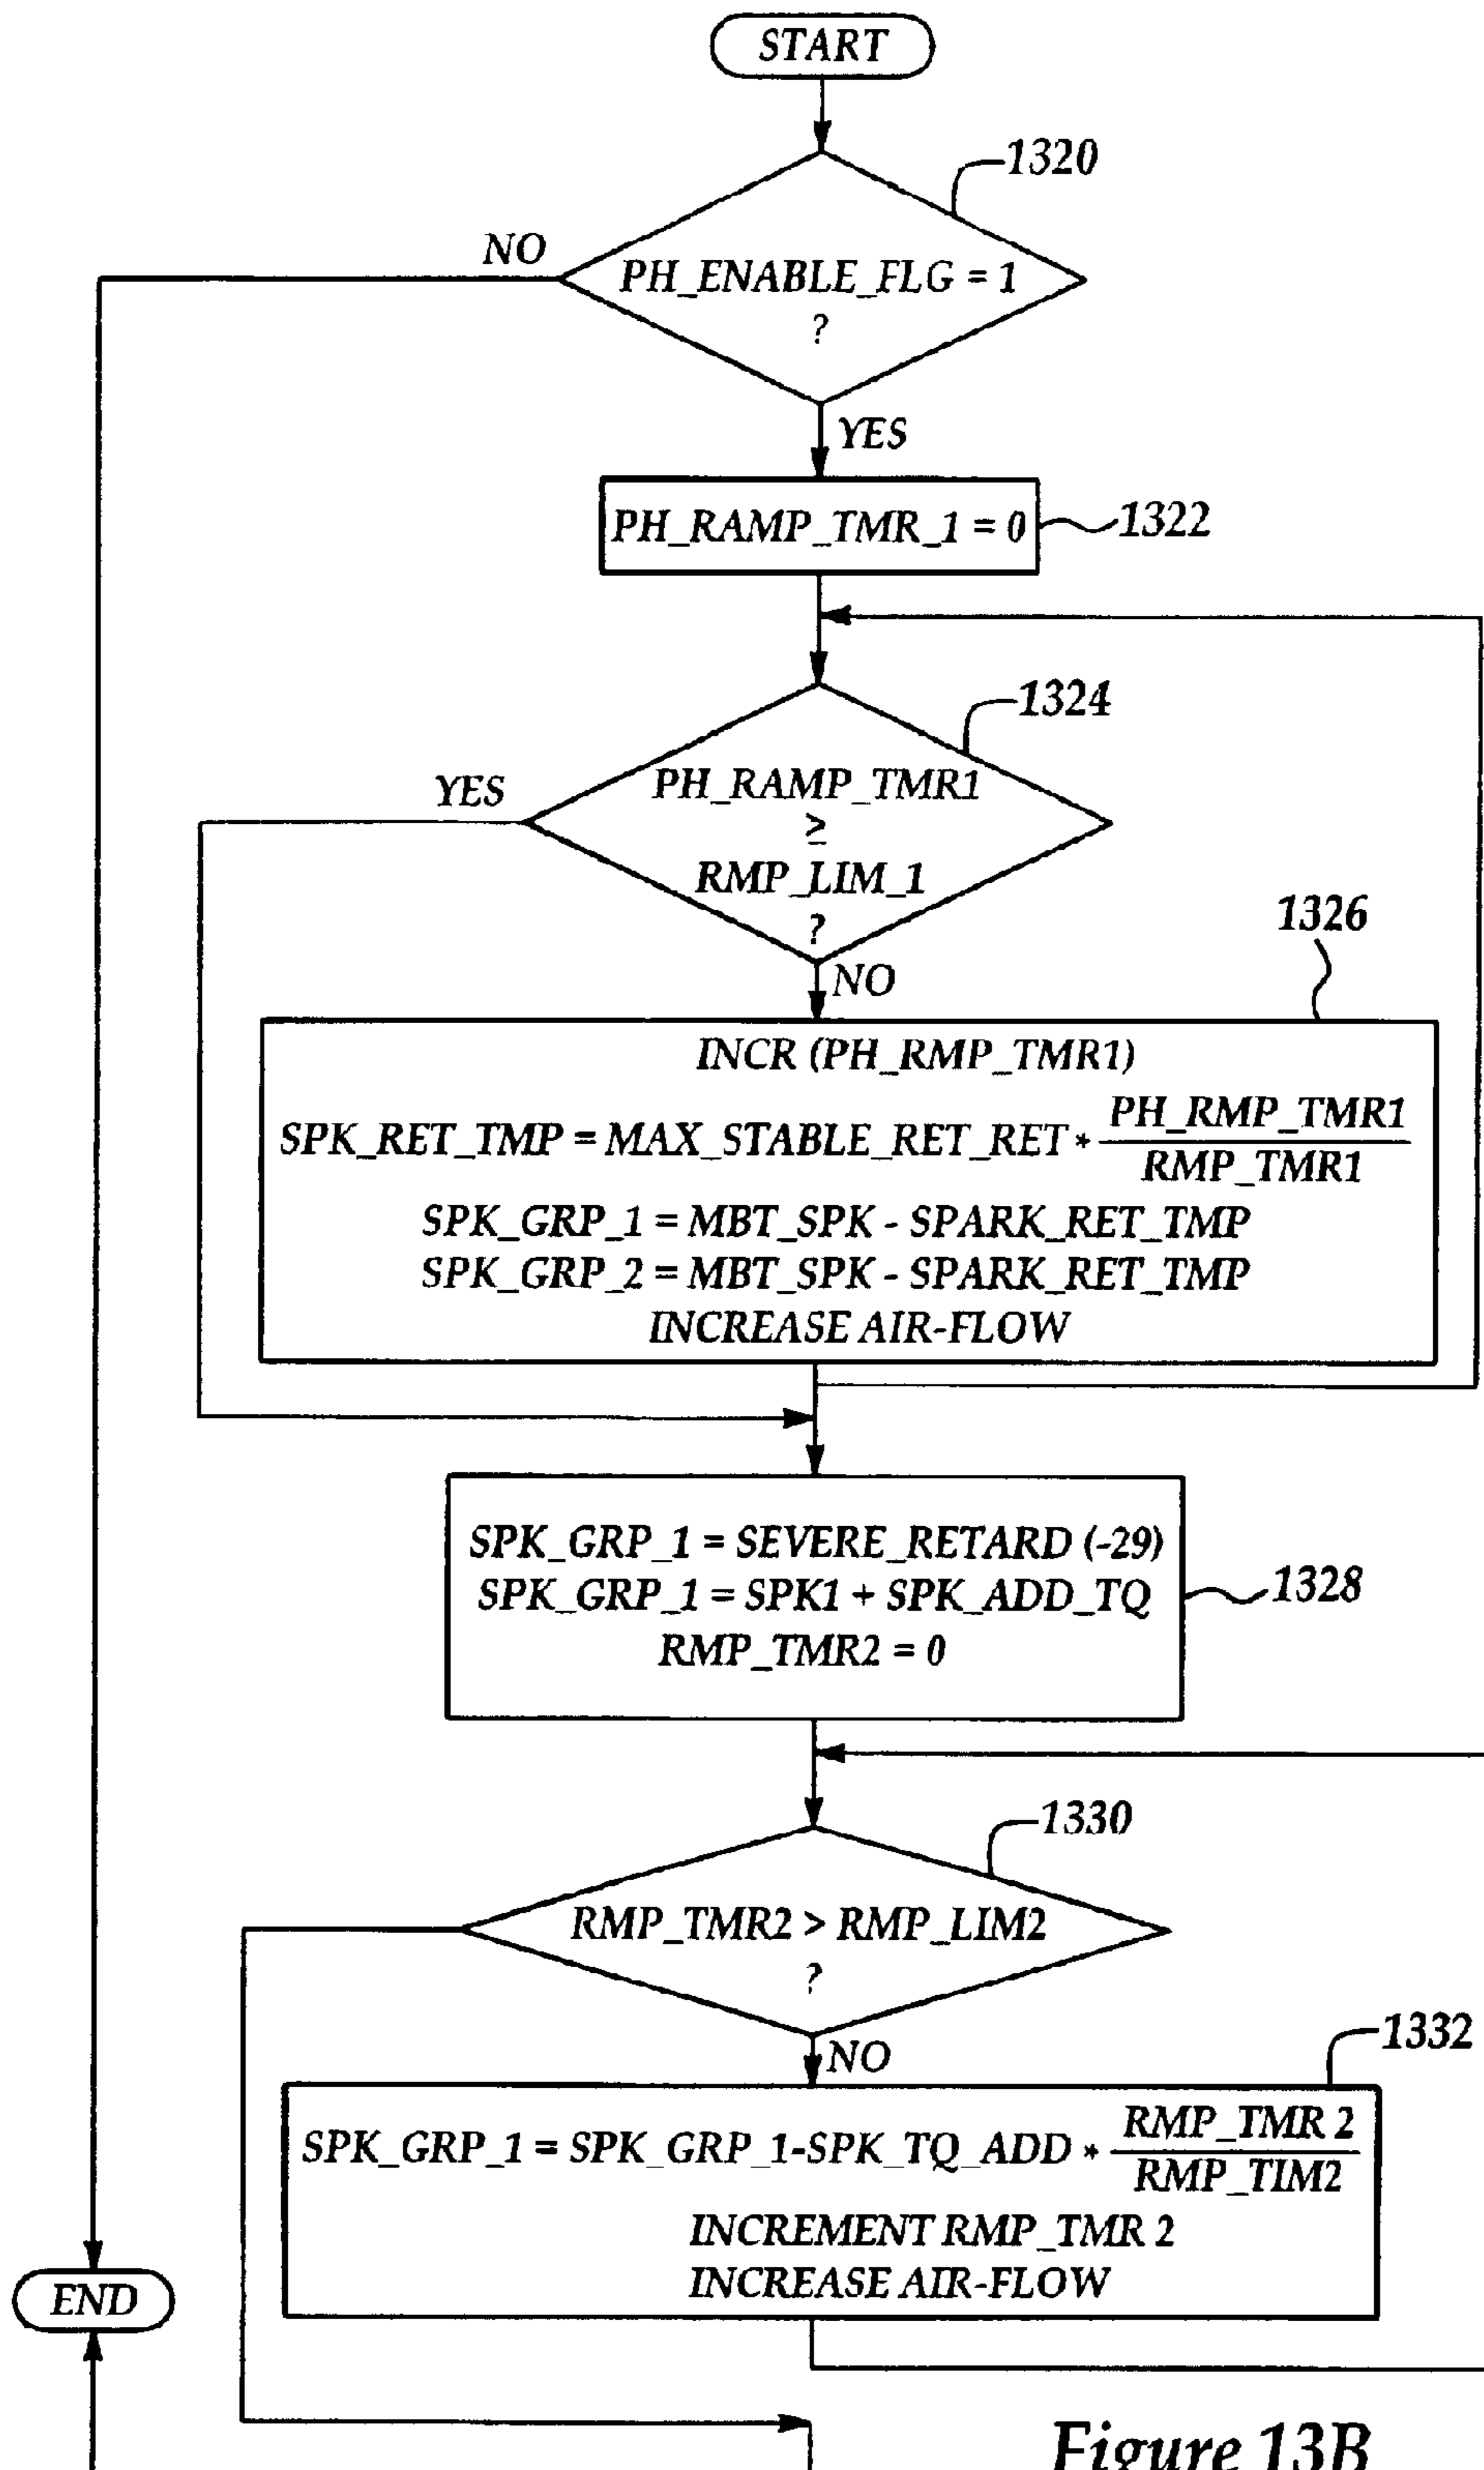 START
1320
NO
PH_ENABLE_FLG = 1
?
YES
PH_RAMP_TMR_1 = 0
1322
1324
YES
PH_RAMP_TMR1
≥
RMP_LIM_1
?
NO
1326
INCR (PH_RMP_TMR1)
SPK_RET_TMP = MAX_STABLE_RET_RET * PH_RMP_TMR1
RMP_TMR1
SPK_GRP_1 = MBT_SPK - SPARK_RET_TMP
SPK_GRP_2 = MBT_SPK - SPARK_RET_TMP
INCREASE AIR-FLOW
SPK_GRP_1 = SEVERE_RETARD (-29)
SPK_GRP_1 = SPK1 + SPK_ADD_TQ
RMP_TMR2 = 0
1328
1330
RMP_TMR2 > RMP_LIM2
?
NO
1332
SPK_GRP_1 = SPK_GRP_1-SPK_TQ_ADD * RMP_TMR 2
RMP_TIM2
INCREMENT RMP_TMR 2
INCREASE AIR-FLOW
END
Figure 13B